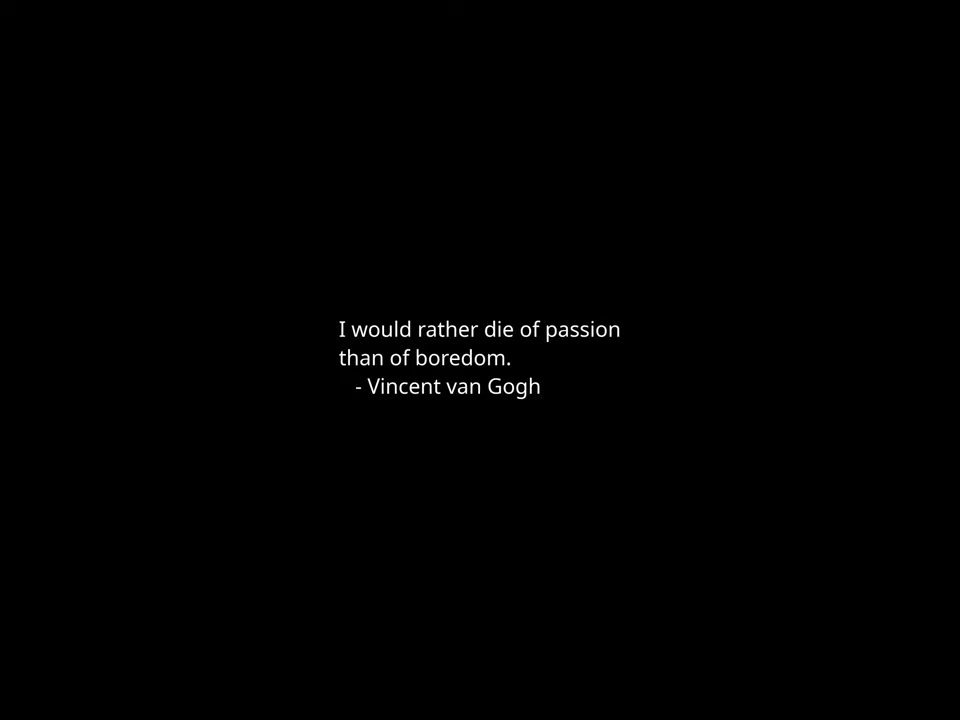 I would rather die of passion
than of boredom.
- Vincent van Gogh